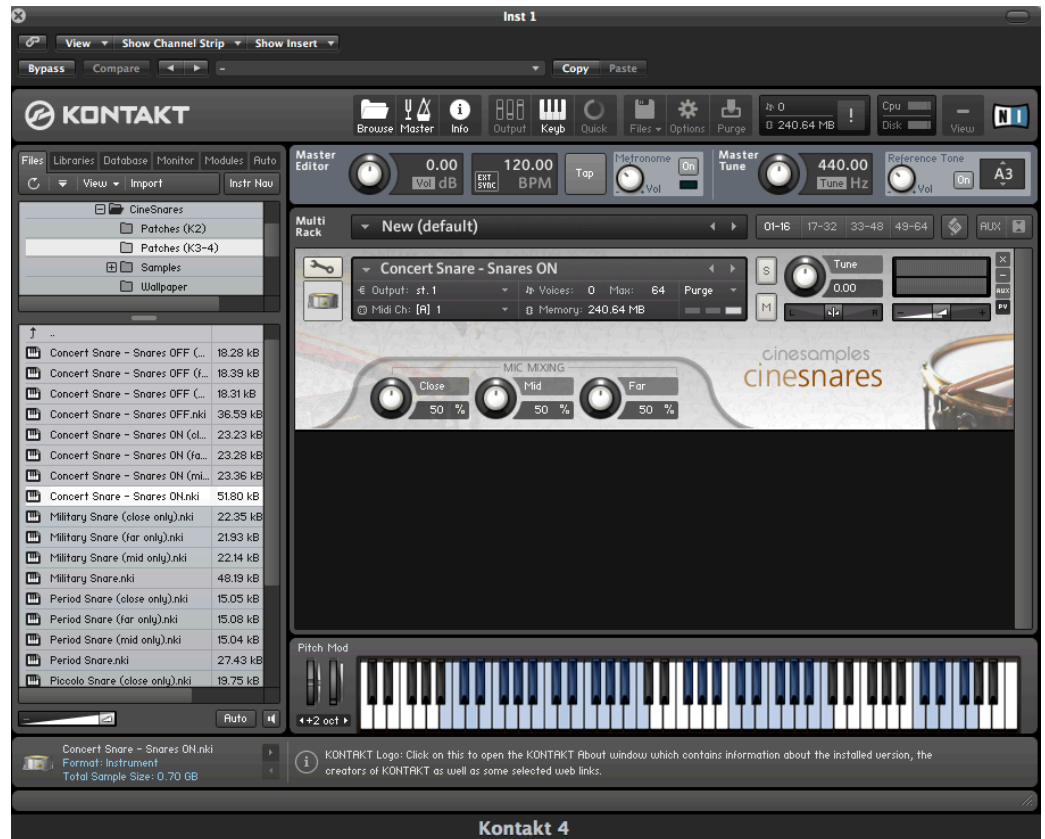 Inst 1
View Show Channel Strip Show Insert
Bypass Compare - Copy Paste
KONTAKT
Browse Master Info Output Keyb Quick Files Options Purge
0
240.64 MB
!
Cpu
Disk
View
NI
Files Libraries Database Monitor Modules Auto
View Import Instr Nav
CineSnares
Patches (K2)
Patches (K3-4)
Samples
Wallpaper
..
Concert Snare - Snares OFF (... 18.28 kB
Concert Snare - Snares OFF (f... 18.39 kB
Concert Snare - Snares OFF (... 18.31 kB
Concert Snare - Snares OFF.nki 36.59 kB
Concert Snare - Snares ON (cl... 23.23 kB
Concert Snare - Snares ON (fa... 23.28 kB
Concert Snare - Snares ON (mi... 23.36 kB
Concert Snare - Snares ON.nki 51.80 kB
Military Snare (close only).nki 22.35 kB
Military Snare (far only).nki 21.93 kB
Military Snare (mid only).nki 22.14 kB
Military Snare.nki 48.19 kB
Period Snare (close only).nki 15.05 kB
Period Snare (far only).nki 15.08 kB
Period Snare (mid only).nki 15.04 kB
Period Snare.nki 27.43 kB
Piccolo Snare (close only).nki 19.75 kB
- Auto
Concert Snare - Snares ON.nki
Format: Instrument
Total Sample Size: 0.70 GB
Master
Editor
0.00
Vol dB
EXT
SYNC
120.00
BPM
Tap
Metronome
On
Vol
Master
Tune
440.00
Tune Hz
Reference Tone
On
Vol
A3
Multi
Rack
New (default)
01-16 17-32 33-48 49-64 AUX
Concert Snare - Snares ON
Output: st.1 Voices: 0 Max: 64 Purge
Midi Ch: [A] 1 Memory: 240.64 MB
S
M
Tune
0.00
L R
- +
X
-
AUX
PV
MIC MIXING
Close
50 %
Mid
50 %
Far
50 %
cinesamples
cinesnares
Pitch Mod
+2 oct
i
KONTAKT Logo: Click on this to open the KONTAKT About window which contains information about the installed version, the
creators of KONTAKT as well as some selected web links.
Kontakt 4